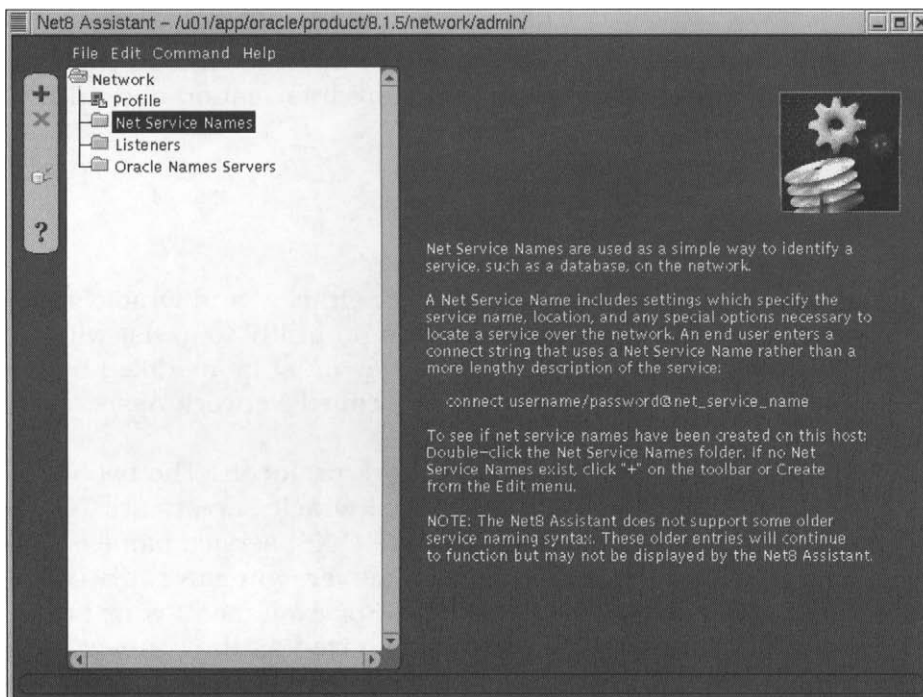 Net8 Assistant – /u01/app/oracle/product/8.1.5/network/admin/
File Edit Command Help
Network
Profile
Net Service Names
Listeners
Oracle Names Servers
?
Net Service Names are used as a simple way to identify a
service, such as a database, on the network.
A Net Service Name includes settings which specify the
service name, location, and any special options necessary to
locate a service over the network. An end user enters a
connect string that uses a Net Service Name rather than a
more lengthy description of the service:
connect username/password@net_service_name
To see if net service names have been created on this host:
Double–click the Net Service Names folder. If no Net
Service Names exist, click "+" on the toolbar or Create
from the Edit menu.
NOTE: The Net8 Assistant does not support some older
service naming syntax. These older entries will continue
to function but may not be displayed by the Net8 Assistant.